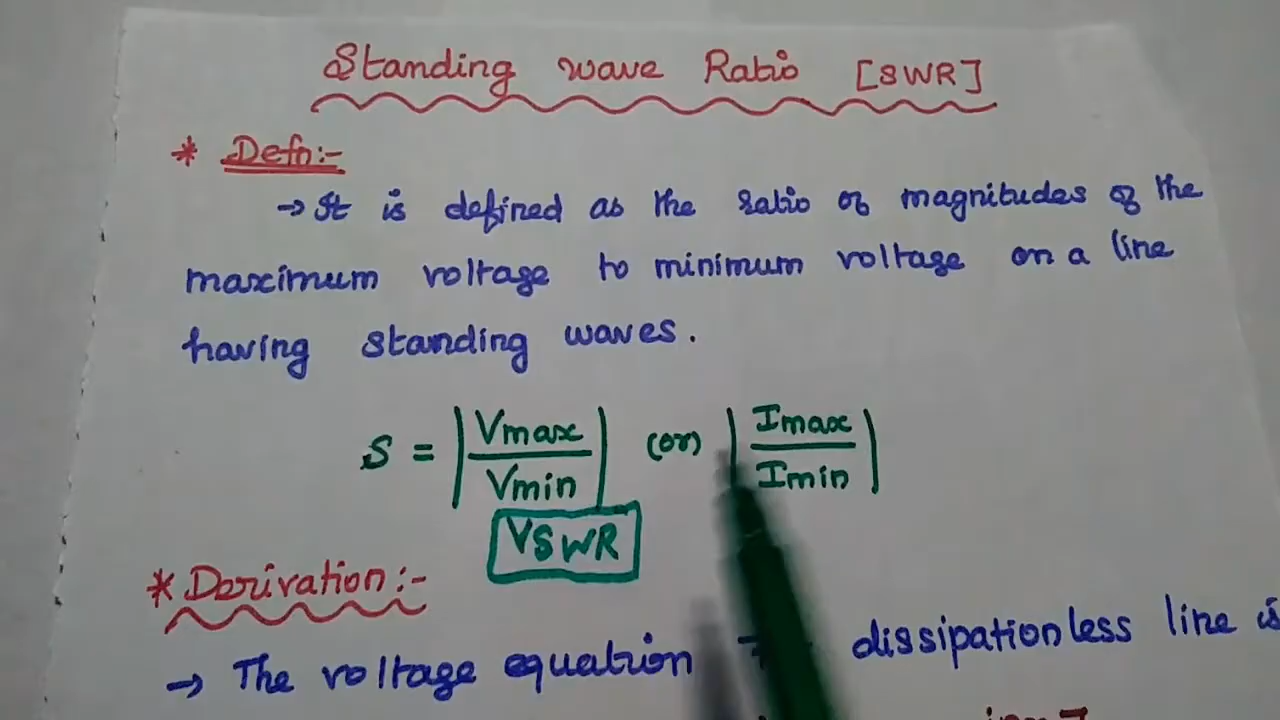 Standing wave Ratio [SWR]
* Defn:-
→ It is defined as the ratio of magnitudes of the
maximum voltage to minimum voltage on a line
having standing waves.
S = |Vmax / Vmin| (or) |Imax / Imin|
VSWR
* Derivation:-
→ The voltage equation dissipationless line is